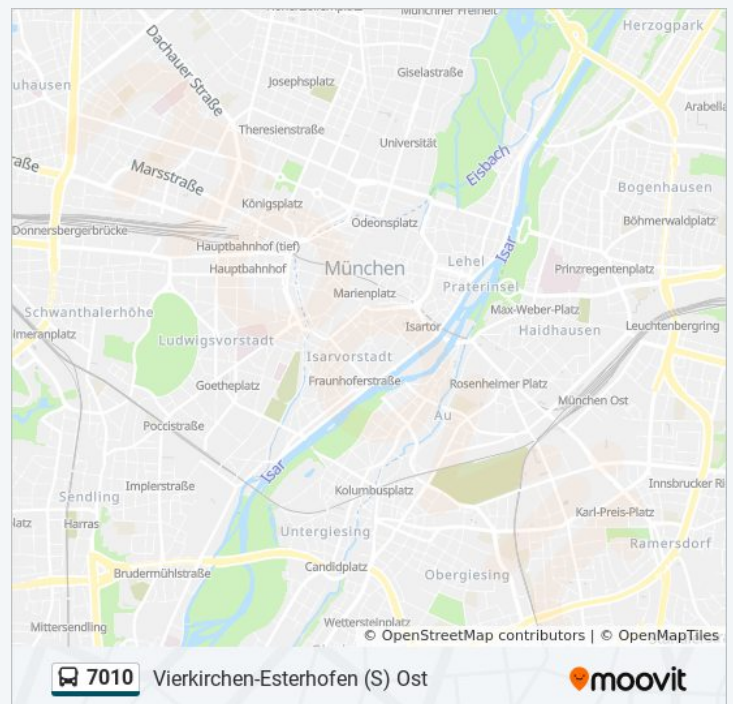 Münchner Freiheit
Herzogpark
Dachauer Straße
Giselastraße
Josephsplatz
uhausen
Arabella
Theresienstraße
Universität
Eisbach
aße
Marsstraße
Bogenhausen
Königsplatz
Odeonsplatz
Böhmerwaldplatz
Donnersbergerbrücke
Hauptbahnhof (tief)
Isar
Lehel
Hauptbahnhof
München
Prinzregentenplatz
Praterinsel
Marienplatz
Max-Weber-Platz
Schwanthalerhöhe
Isartor
Haidhausen
Leuchtenbergring
eimeranplatz
Ludwigsvorstadt
Isarvorstadt
Goetheplatz
Fraunhoferstraße
Rosenheimer Platz
München Ost
Au
Poccistraße
Isar
Implerstraße
Kolumbusplatz
Innsbrucker Ri
Sendling
Karl-Preis-Platz
latz
Harras
Untergiesing
Ramersdorf
Candidplatz
Brudermühlstraße
Obergiesing
Wettersteinplatz
Mittersendling
© OpenStreetMap contributors | © OpenMapTiles
7010 Vierkirchen-Esterhofen (S) Ost
moovit